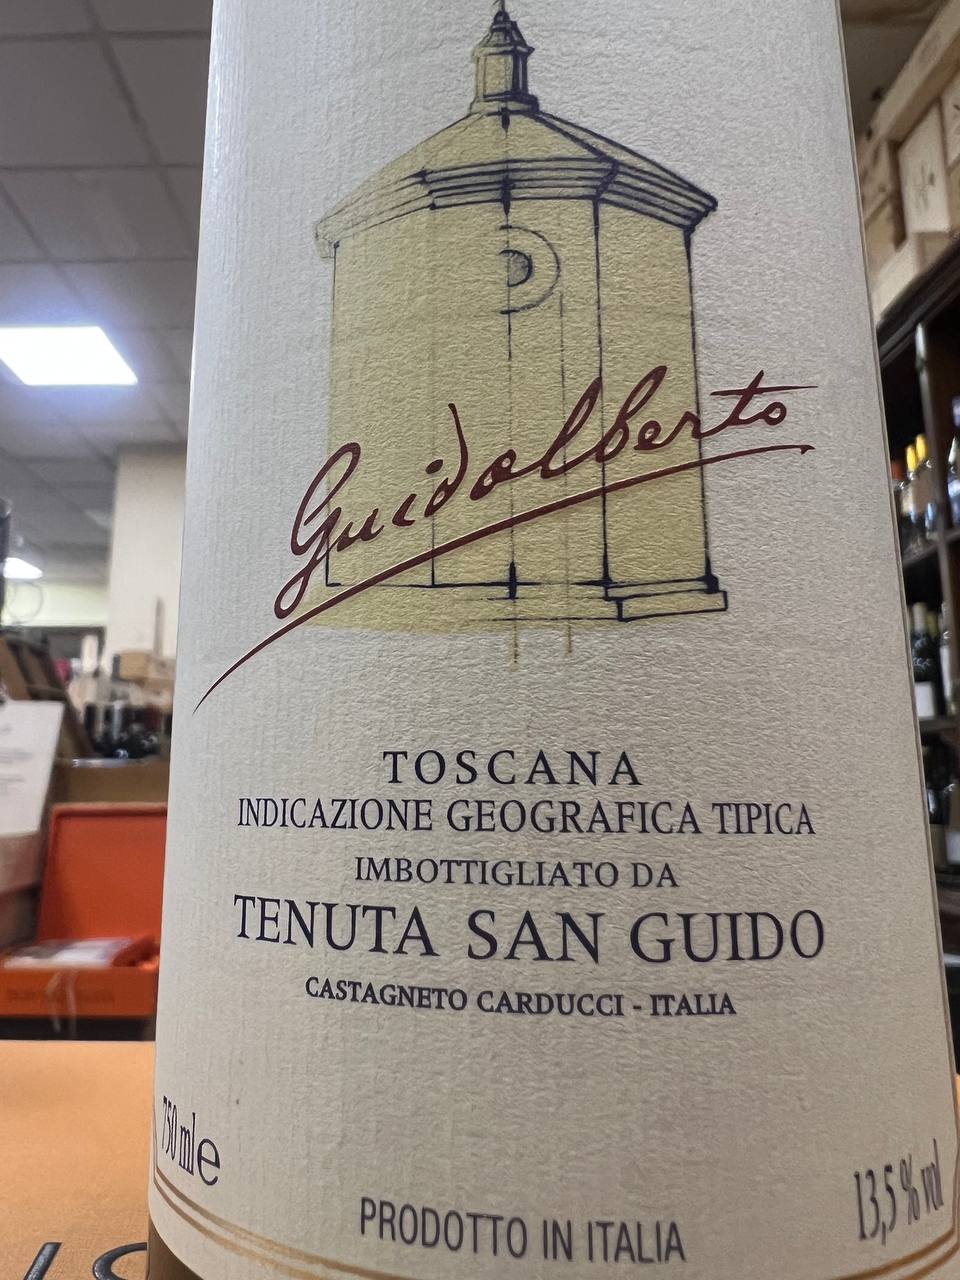 Guidalberto
TOSCANA
INDICAZIONE GEOGRAFICA TIPICA
IMBOTTIGLIATO DA
TENUTA SAN GUIDO
CASTAGNETO CARDUCCI - ITALIA
750 ml e
13,5 % vol
PRODOTTO IN ITALIA